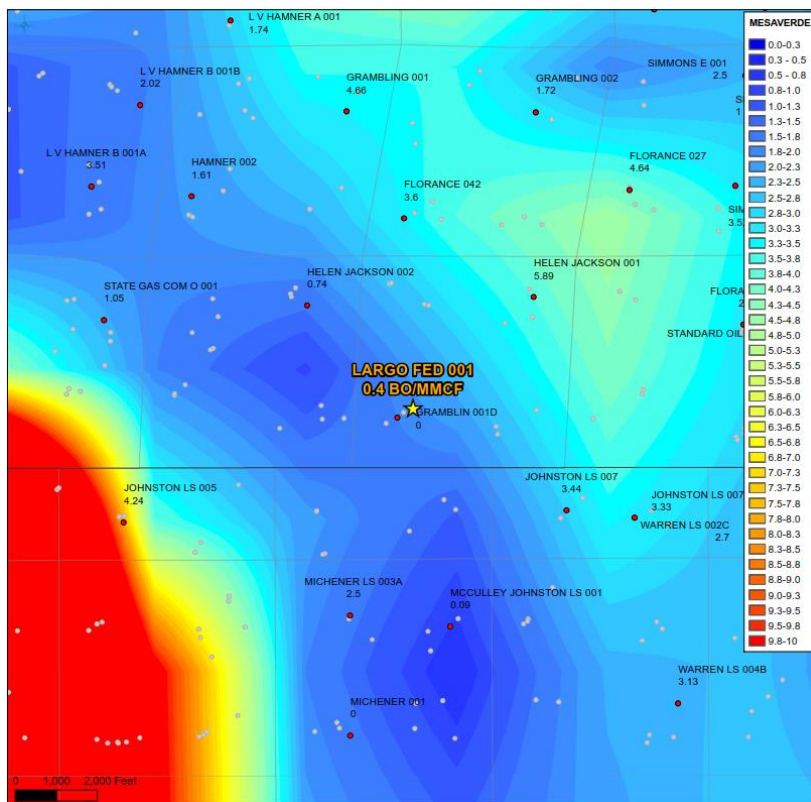 L V HAMNER A 001
1.74
MESAVERDE
0.0-0.3
0.3 - 0.5
0.5 - 0.8
0.8-1.0
1.0-1.3
1.3-1.5
1.5-1.8
1.8-2.0
2.0-2.3
2.3-2.5
2.5-2.8
2.8-3.0
3.0-3.3
3.3-3.5
3.5-3.8
3.8-4.0
4.0-4.3
4.3-4.5
4.5-4.8
4.8-5.0
5.0-5.3
5.3-5.5
5.5-5.8
5.8-6.0
6.0-6.3
6.3-6.5
6.5-6.8
6.8-7.0
7.0-7.3
7.3-7.5
7.5-7.8
7.8-8.0
8.0-8.3
8.3-8.5
8.5-8.8
8.8-9.0
9.0-9.3
9.3-9.5
9.5-9.8
9.8-10
SIMMONS E 001
2.5
L V HAMNER B 001B
2.02
GRAMBLING 001
4.66
GRAMBLING 002
1.72
L V HAMNER B 001A
3.51
HAMNER 002
1.61
FLORANCE 042
3.6
FLORANCE 027
4.64
HELEN JACKSON 001
5.89
HELEN JACKSON 002
0.74
STATE GAS COM O 001
1.05
STANDARD OIL
LARGO FED 001
0.4 BO/MMCF
GRAMBLIN 001D
0
JOHNSTON LS 005
4.24
JOHNSTON LS 007
3.44
JOHNSTON LS 007
3.33
WARREN LS 002C
2.7
MICHENER LS 003A
2.5
MCCULLEY JOHNSTON LS 001
0.09
WARREN LS 004B
3.13
MICHENER 001
0
0 1,000 2,000 Feet